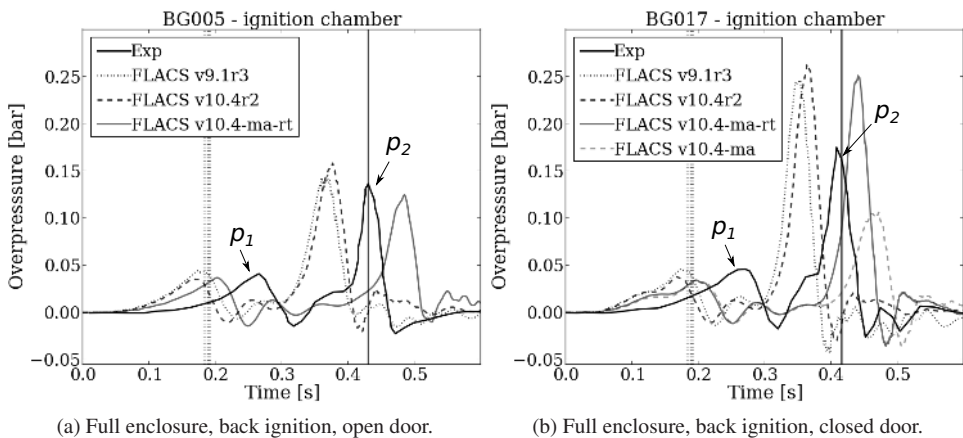 BG005 - ignition chamber
Overpresssure [bar]
0.25
0.20
0.15
0.10
0.05
0.00
−0.05
Exp
FLACS v9.1r3
FLACS v10.4r2
FLACS v10.4-ma-rt
p1
p2
0.0 0.1 0.2 0.3 0.4 0.5
Time [s]
(a) Full enclosure, back ignition, open door.
BG017 - ignition chamber
Overpresssure [bar]
0.25
0.20
0.15
0.10
0.05
0.00
−0.05
Exp
FLACS v9.1r3
FLACS v10.4r2
FLACS v10.4-ma-rt
FLACS v10.4-ma
p1
p2
0.0 0.1 0.2 0.3 0.4 0.5
Time [s]
(b) Full enclosure, back ignition, closed door.